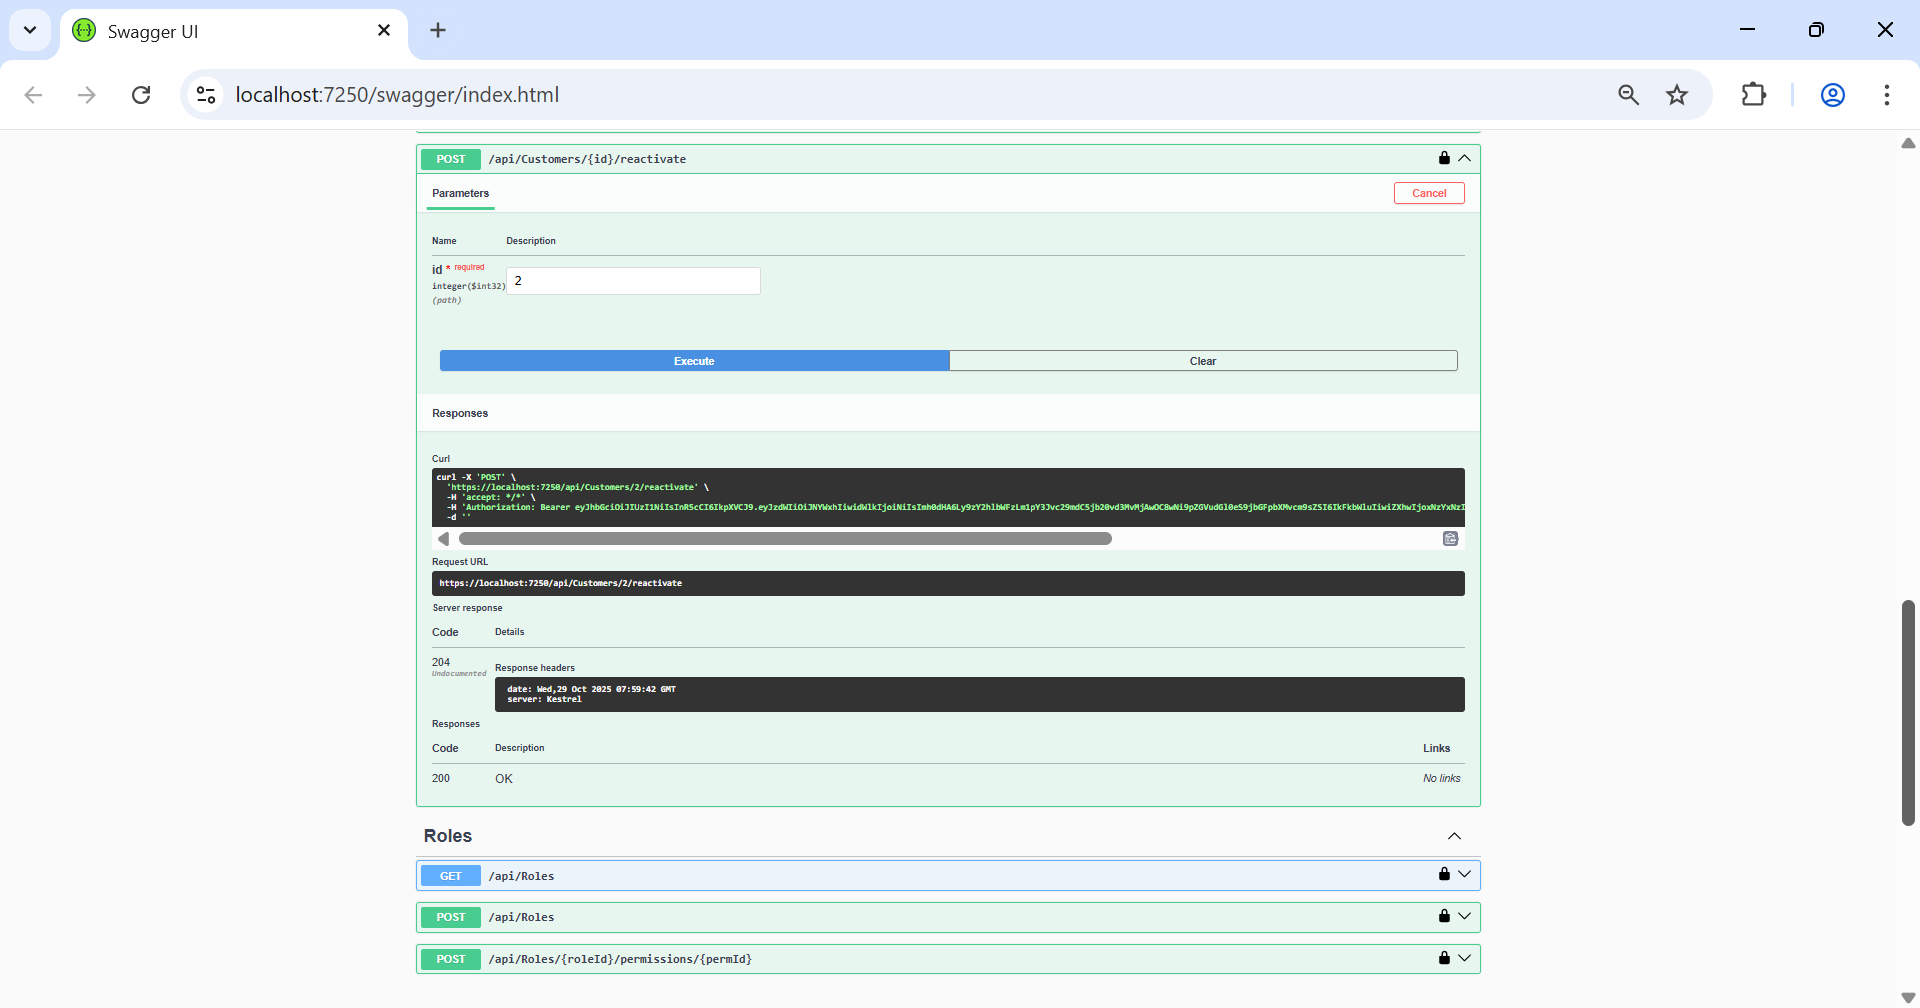 Swagger UI
localhost:7250/swagger/index.html
POST /api/Customers/{id}/reactivate
Parameters
Cancel
Name Description
id * required
integer($int32)
(path)
2
Execute Clear
Responses
Curl
curl -X 'POST' \
'https://localhost:7250/api/Customers/2/reactivate' \
-H 'accept: */*' \
-H 'Authorization: Bearer
-d ''
Request URL
https://localhost:7250/api/Customers/2/reactivate
Server response
Code Details
204
Undocumented
Response headers
date: Wed,29 Oct 2025 07:59:42 GMT
server: Kestrel
Responses
Code Description Links
200 OK No links
Roles
GET /api/Roles
POST /api/Roles
POST /api/Roles/{roleId}/permissions/{permId}